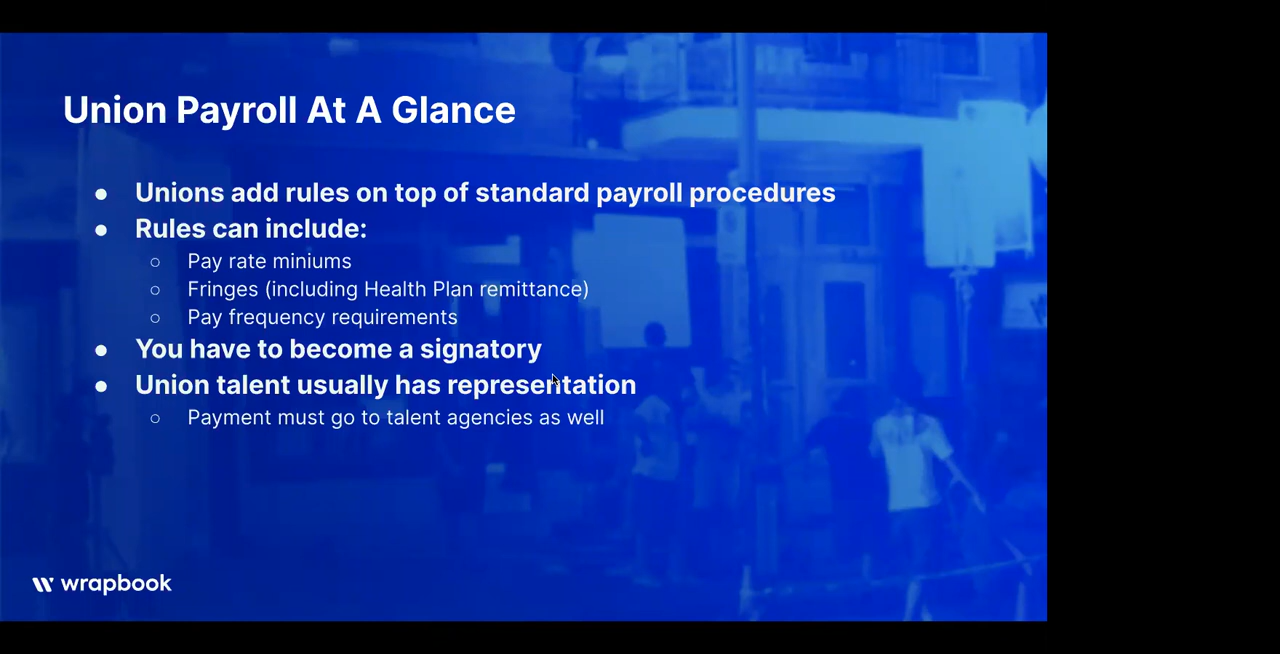 Union Payroll At A Glance
● Unions add rules on top of standard payroll procedures
● Rules can include:
○ Pay rate miniums
○ Fringes (including Health Plan remittance)
○ Pay frequency requirements
● You have to become a signatory
● Union talent usually has representation
○ Payment must go to talent agencies as well
wrapbook